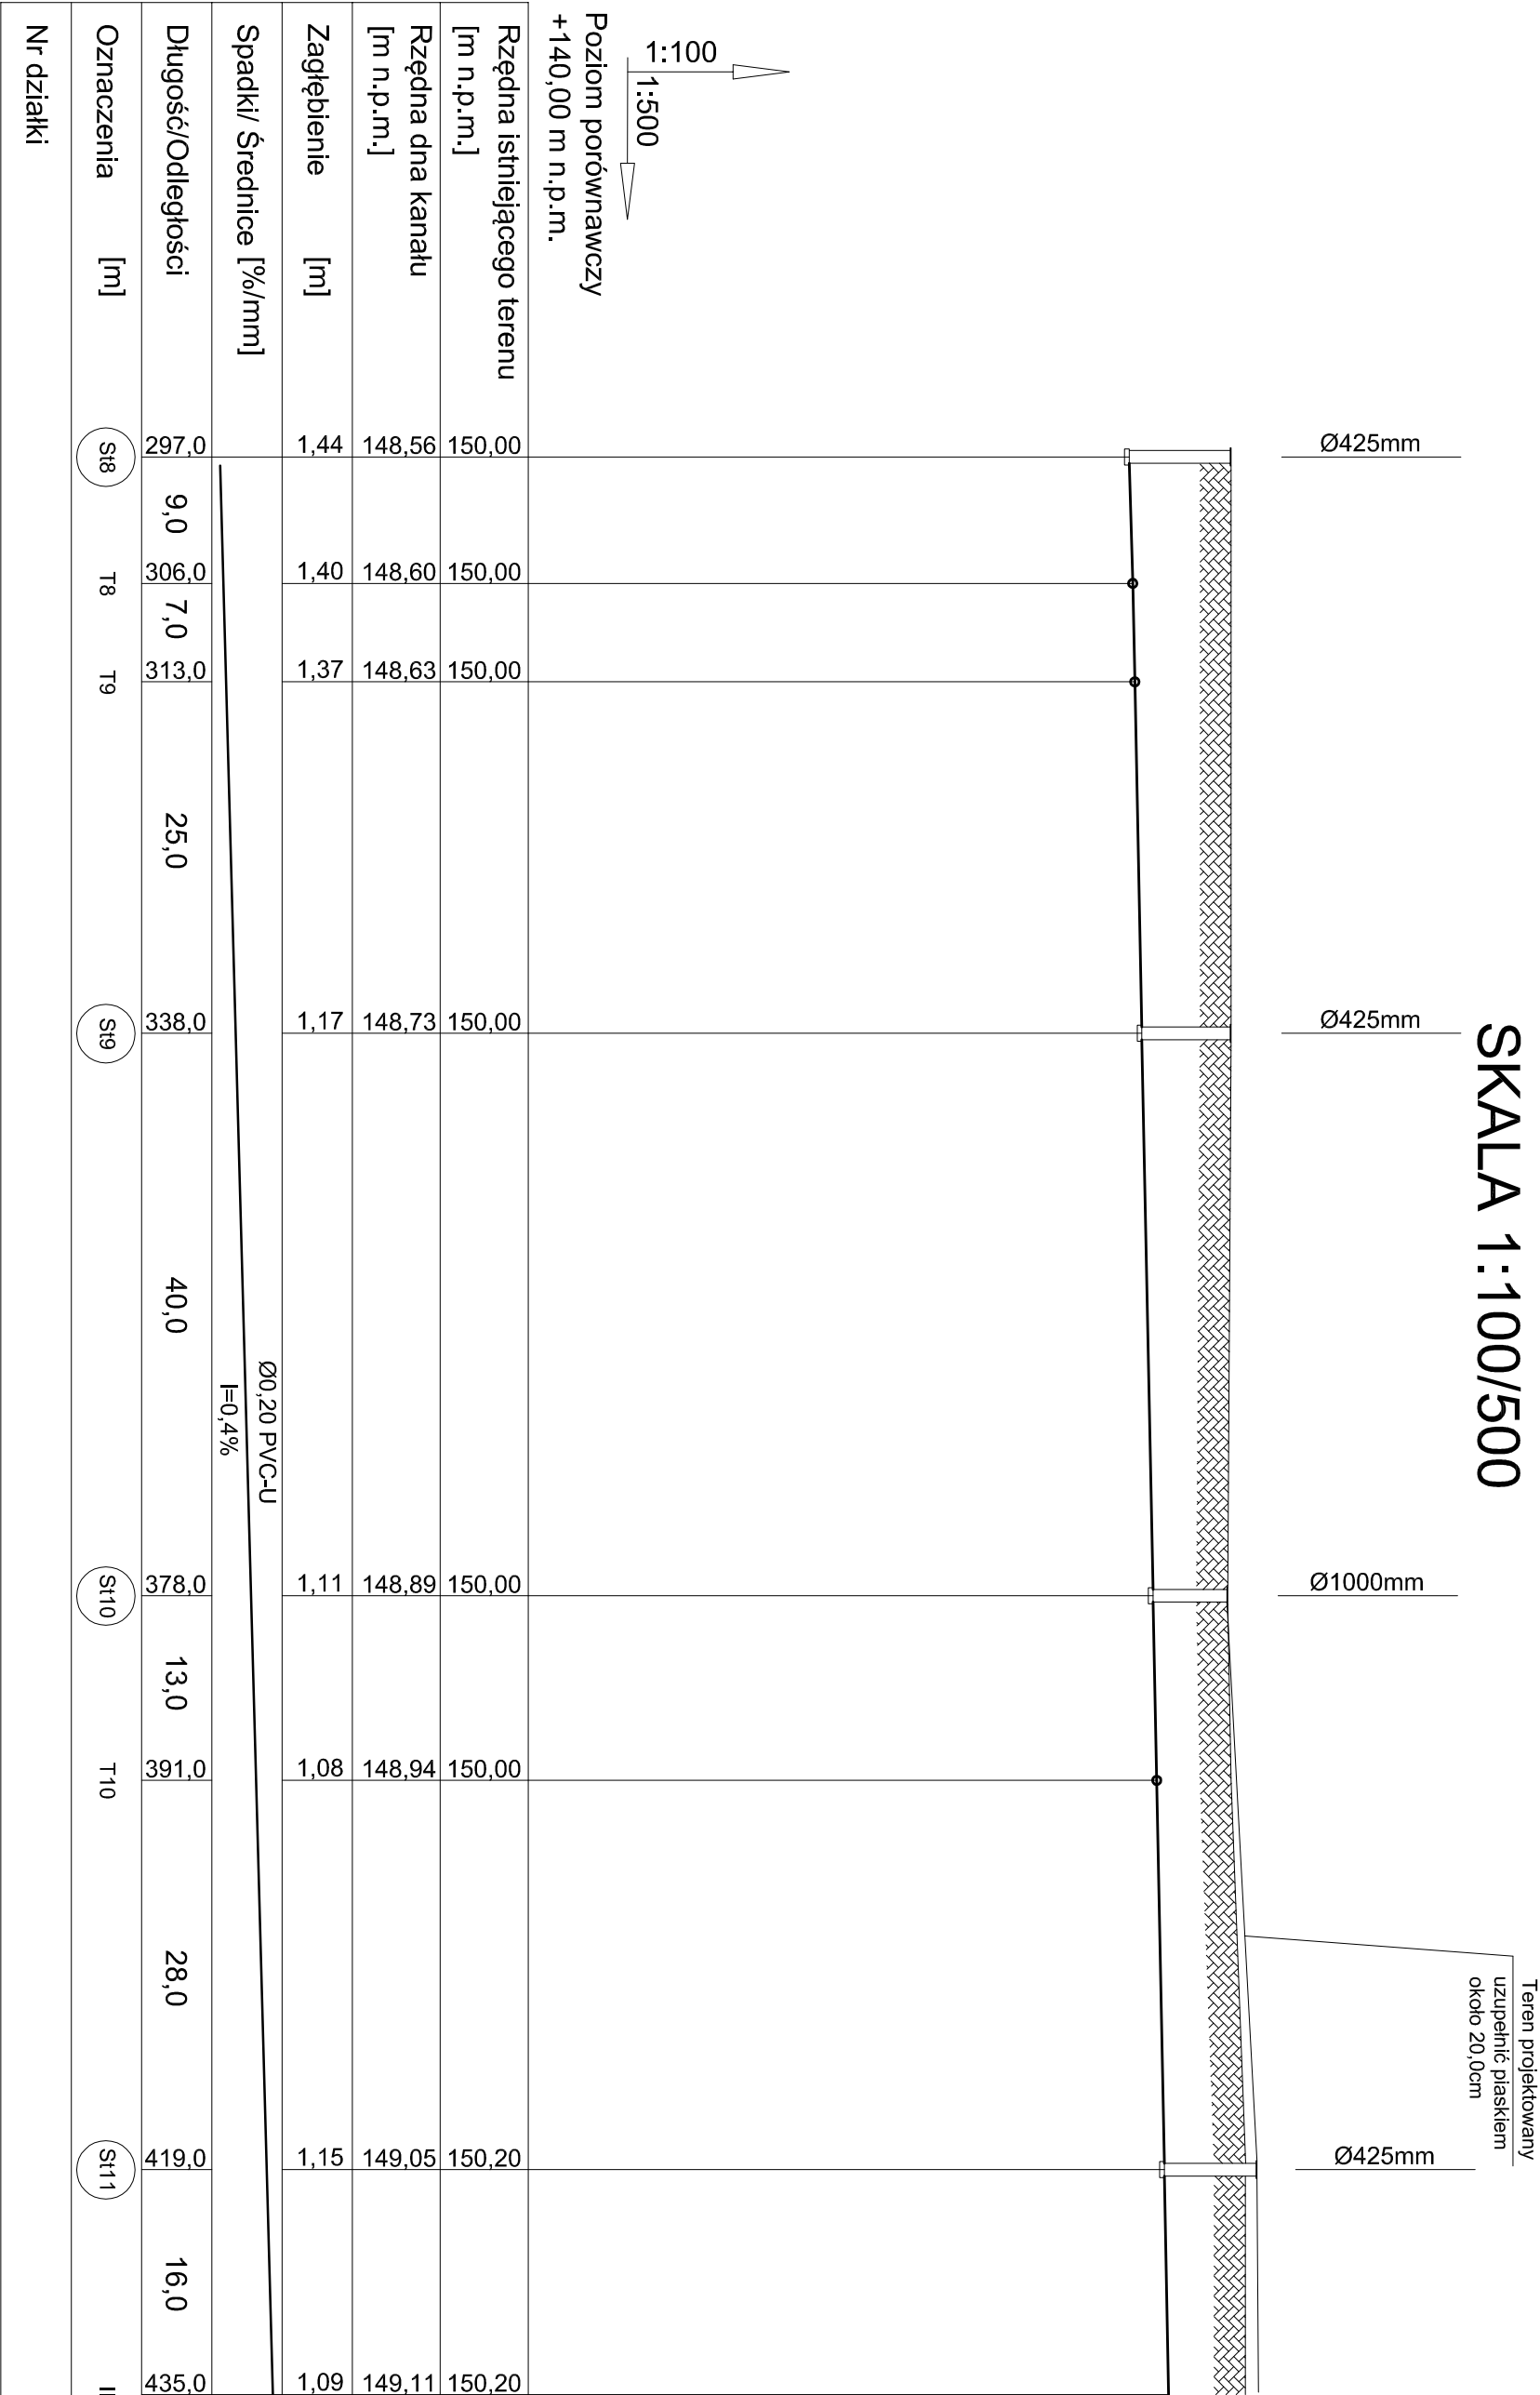 SKALA 1:100/500
Teren projektowany
uzupełnić piaskiem
około 20,0cm
Ø425mm
Ø425mm
Ø1000mm
Ø425mm
1:100
1:500
Poziom porównawczy
+140,00 m n.p.m.
Rzędna istniejącego terenu
[m n.p.m.]
150,00 150,00 150,00 150,00 150,00 150,00 150,20 150,20
Rzędna dna kanału
[m n.p.m.]
148,56 148,60 148,63 148,73 148,89 148,94 149,05 149,11
Zagłębienie [m]
1,44 1,40 1,37 1,17 1,11 1,08 1,15 1,09
Spadki/ Średnice [%/mm]
Ø0,20 PVC-U
I=0,4%
Długość/Odległości
297,0 306,0 313,0 338,0 378,0 391,0 419,0 435,0
9,0 7,0 25,0 40,0 13,0 28,0 16,0
Oznaczenia [m]
St8 T8 T9 St9 St10 T10 St11
Nr działki